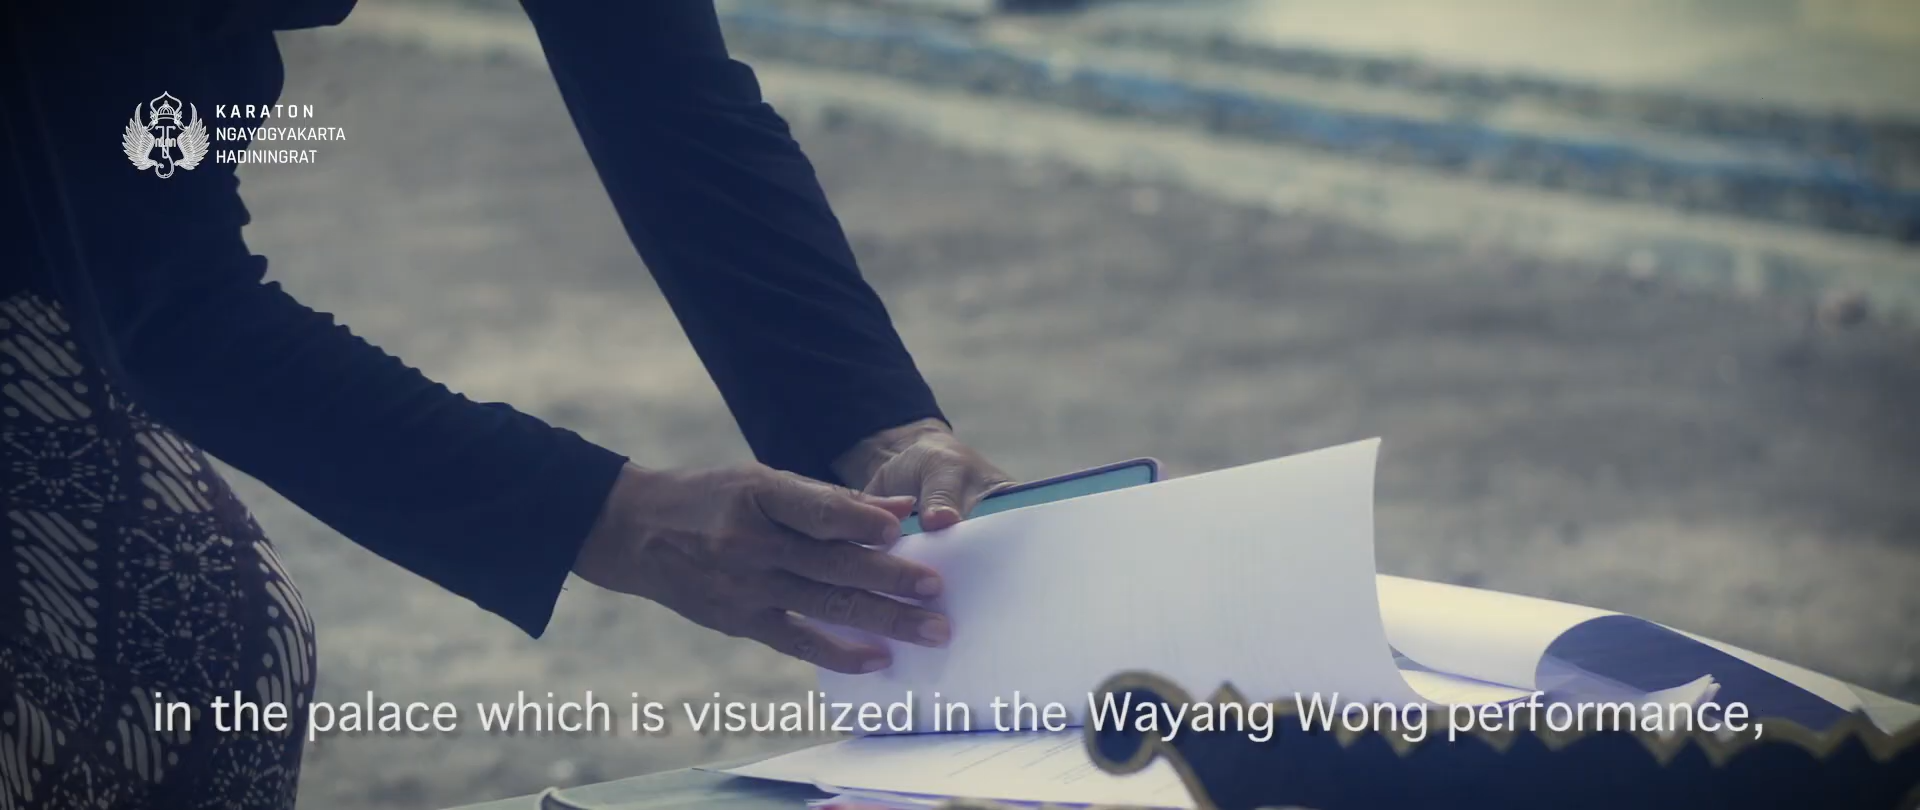 KARATON
NGAYOGYAKARTA
HADININGRAT
in the palace which is visualized in the Wayang Wong performance,